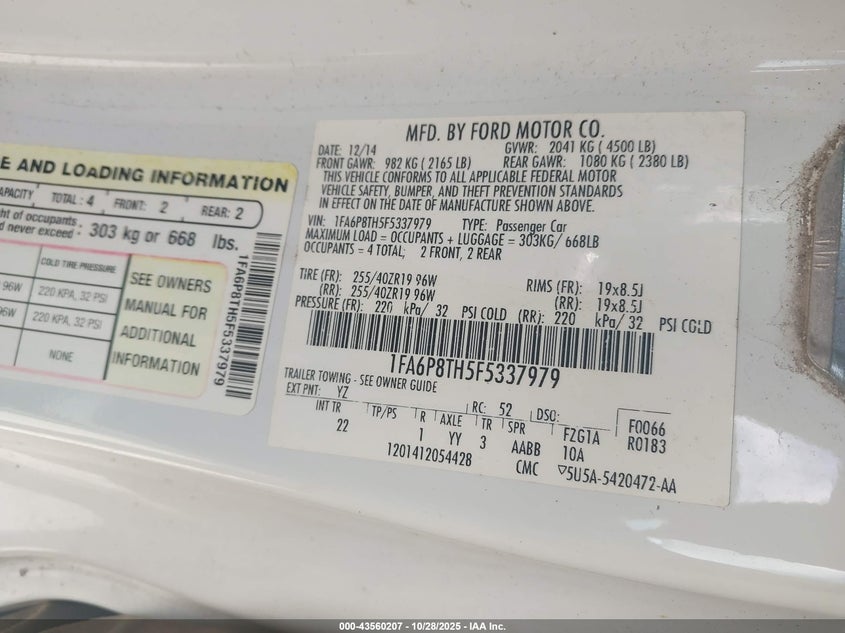 E AND LOADING INFORMATION
APACITY TOTAL: 4 FRONT: 2 REAR: 2
ht of occupants
d never exceed: 303 kg or 668 lbs.
COLD TIRE PRESSURE
SEE OWNERS
MANUAL FOR
ADDITIONAL
INFORMATION
96W 220 KPA, 32 PSI
96W 220 KPA, 32 PSI
NONE
1FA6P8TH5F5337979
MFD. BY FORD MOTOR CO.
DATE: 12/14 GVWR: 2041 KG ( 4500 LB)
FRONT GAWR: 982 KG ( 2165 LB) REAR GAWR: 1080 KG ( 2380 LB)
THIS VEHICLE CONFORMS TO ALL APPLICABLE FEDERAL MOTOR
VEHICLE SAFETY, BUMPER, AND THEFT PREVENTION STANDARDS
IN EFFECT ON THE DATE OF MANUFACTURE SHOWN ABOVE.
VIN: 1FA6P8TH5F5337979 TYPE: Passenger Car
MAXIMUM LOAD = OCCUPANTS + LUGGAGE = 303KG/ 668LB
OCCUPANTS = 4 TOTAL; 2 FRONT, 2 REAR
TIRE (FR): 255/40ZR19 96W RIMS (FR): 19x8.5J
(RR): 255/40ZR19 96W (RR): 19x8.5J
PRESSURE (FR): 220 kPa/ 32 PSI COLD (RR): 220 kPa/ 32 PSI COLD
1FA6P8TH5F5337979
TRAILER TOWING - SEE OWNER GUIDE
EXT PNT: YZ RC: 52 DSO: F0066
INT TR TP/PS R AXLE TR SPR F2G1A R0183
22 1 YY 3 AABB 10A
1201412054428 CMC ▽5U5A-5420472-AA
000-43560207 - 10/28/2025 - IAA Inc.